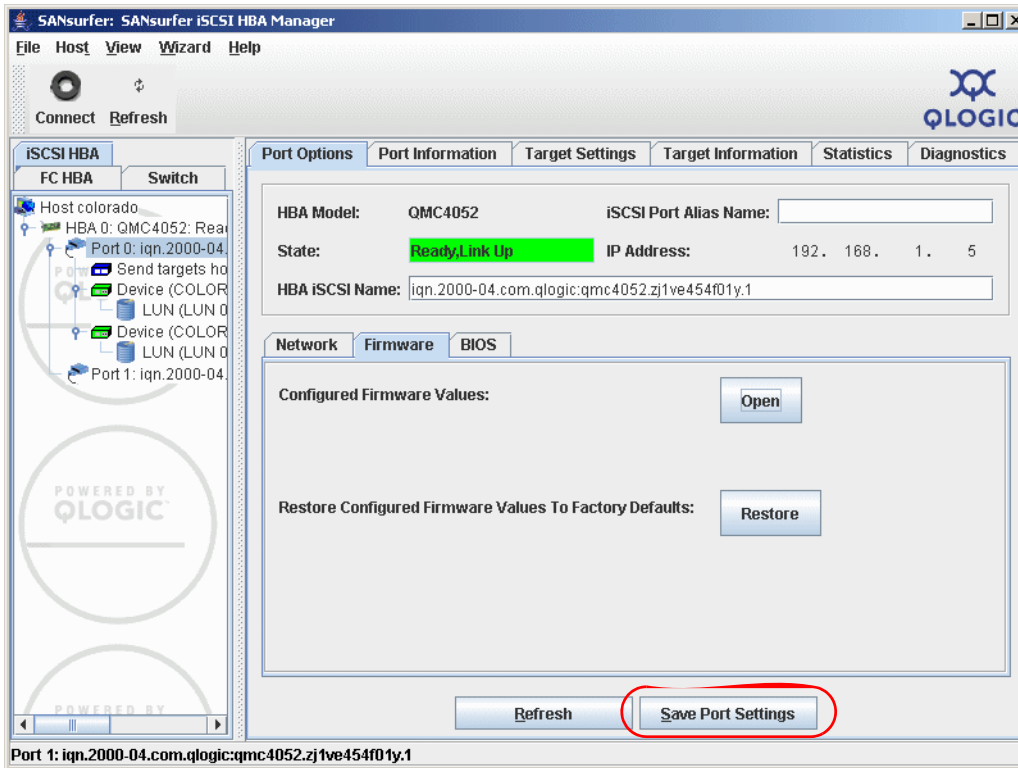 SANsurfer: SANsurfer iSCSI HBA Manager
File Host View Wizard Help
Connect Refresh
QLOGIC
iSCSI HBA
FC HBA Switch
Host colorado
HBA 0: QMC4052: Rea
Port 0: iqn.2000-04.
Send targets ho
Device (COLOR
LUN (LUN 0
Device (COLOR
LUN (LUN 0
Port 1: iqn.2000-04.
POWERED BY
QLOGIC
POWERED BY
Port Options Port Information Target Settings Target Information Statistics Diagnostics
HBA Model: QMC4052 iSCSI Port Alias Name:
State: Ready,Link Up IP Address: 192. 168. 1. 5
HBA iSCSI Name: iqn.2000-04.com.qlogic:qmc4052.zj1ve454f01y.1
Network Firmware BIOS
Configured Firmware Values: Open
Restore Configured Firmware Values To Factory Defaults: Restore
Refresh Save Port Settings
Port 1: iqn.2000-04.com.qlogic:qmc4052.zj1ve454f01y.1